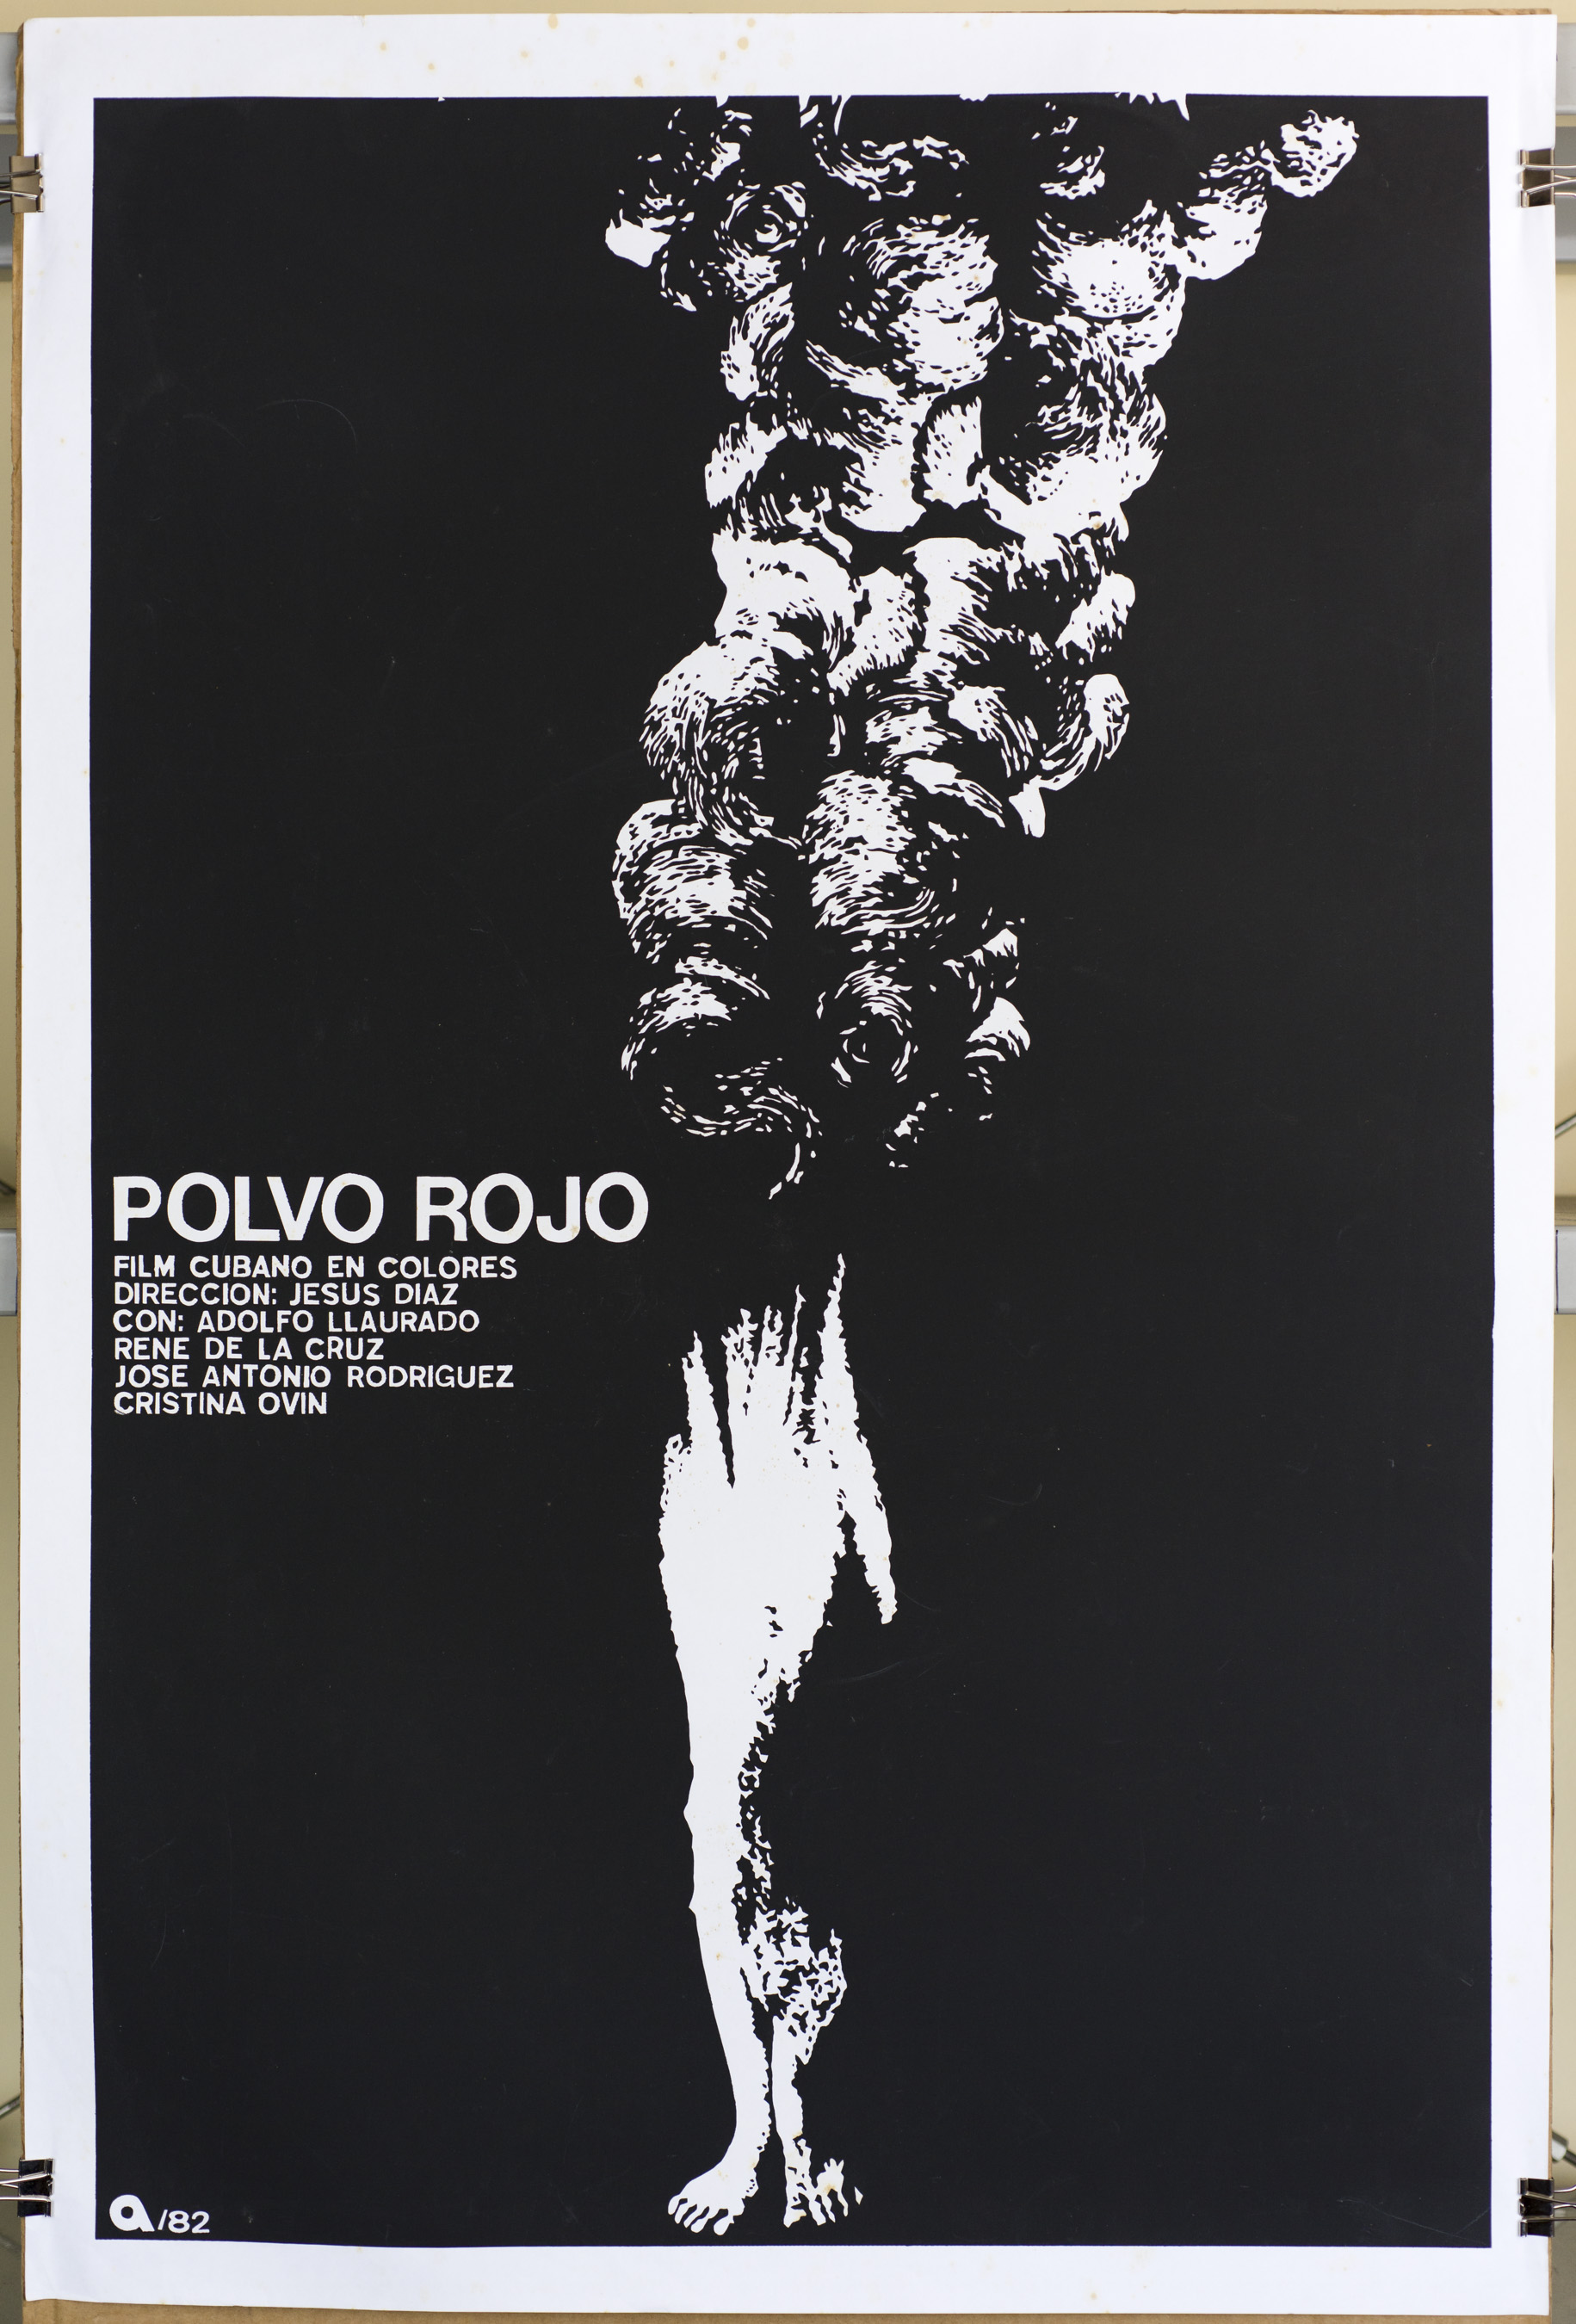 POLVO ROJO
FILM CUBANO EN COLORES
DIRECCION: JESUS DIAZ
CON: ADOLFO LLAURADO
RENE DE LA CRUZ
JOSE ANTONIO RODRIGUEZ
CRISTINA OVIN
a/82